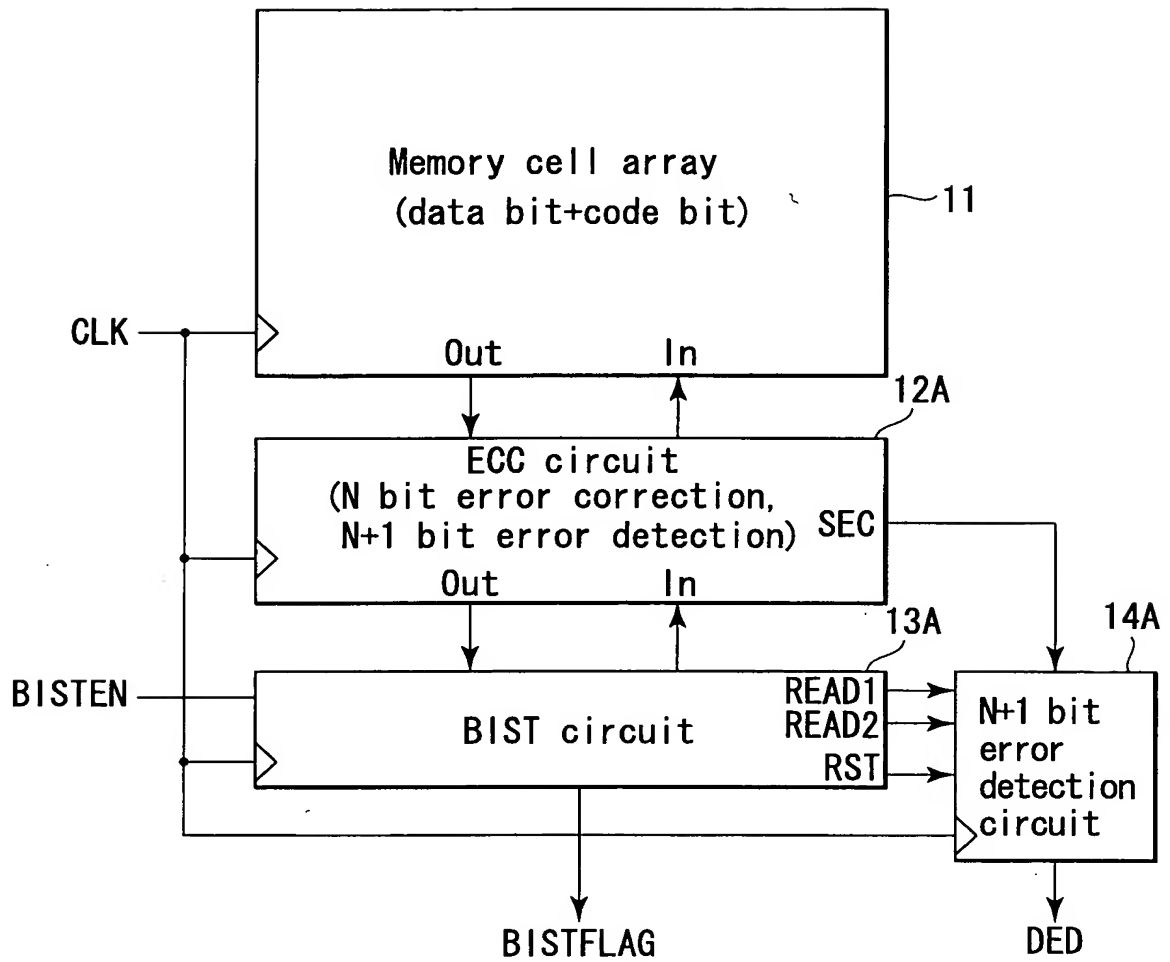 Memory cell array
(data bit+code bit)
11
CLK
Out
In
12A
ECC circuit
(N bit error correction,
N+1 bit error detection)
SEC
Out
In
13A
14A
BISTEN
BIST circuit
READ1
READ2
RST
N+1 bit
error
detection
circuit
BISTFLAG
DED